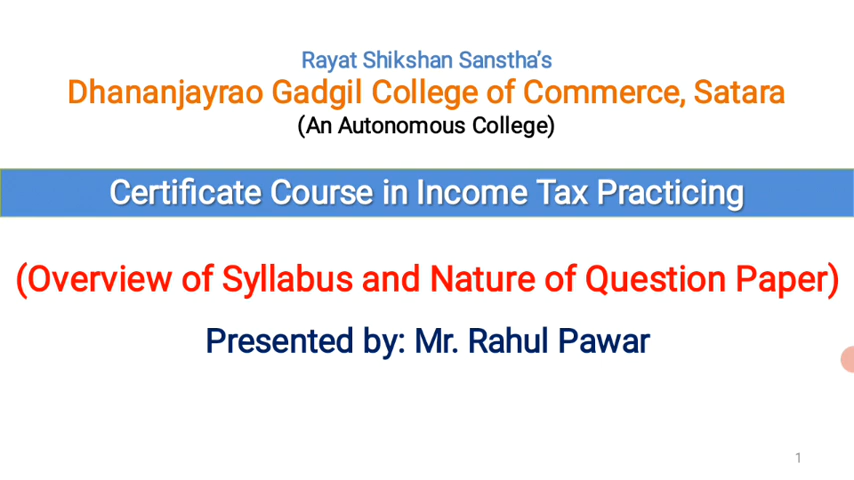 Rayat Shikshan Sanstha's
Dhananjayrao Gadgil College of Commerce, Satara
(An Autonomous College)
Certificate Course in Income Tax Practicing
(Overview of Syllabus and Nature of Question Paper)
Presented by: Mr. Rahul Pawar
1